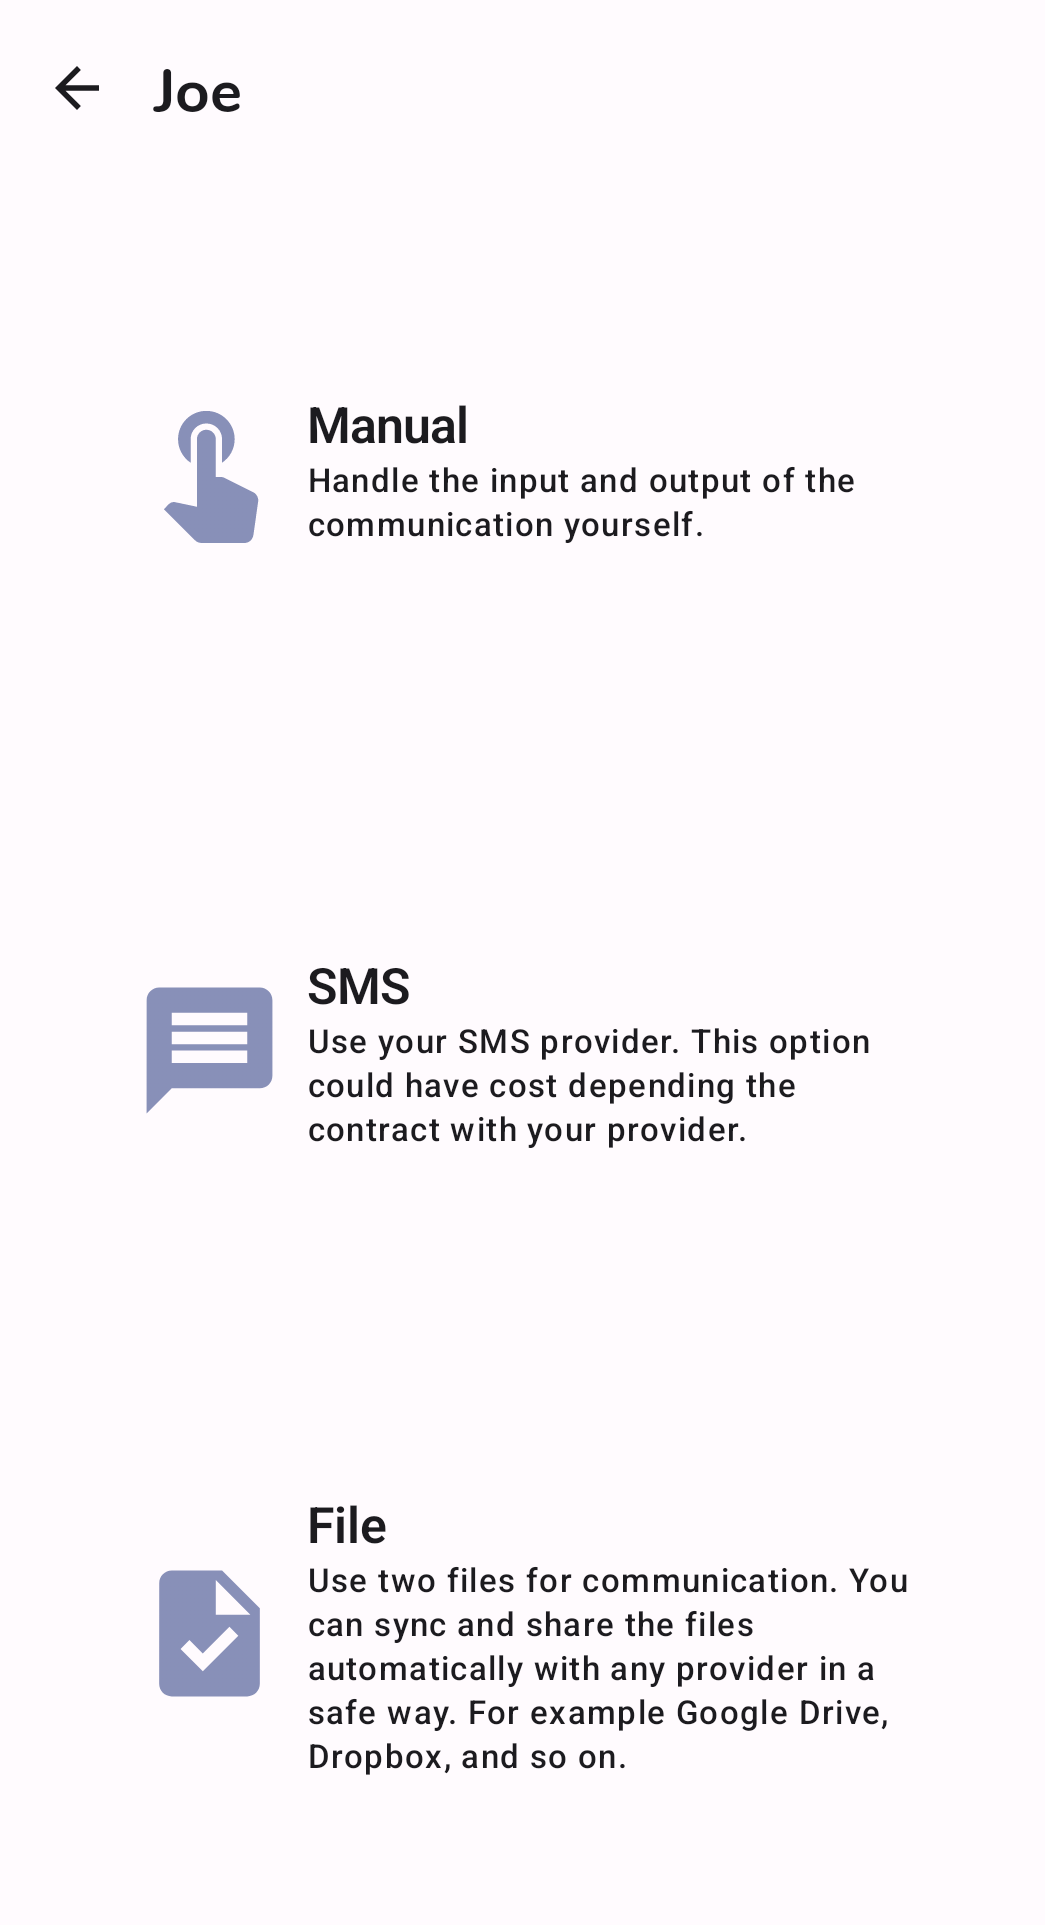 Joe
Manual
Handle the input and output of the
communication yourself.
SMS
Use your SMS provider. This option
could have cost depending the
contract with your provider.
File
Use two files for communication. You
can sync and share the files
automatically with any provider in a
safe way. For example Google Drive,
Dropbox, and so on.